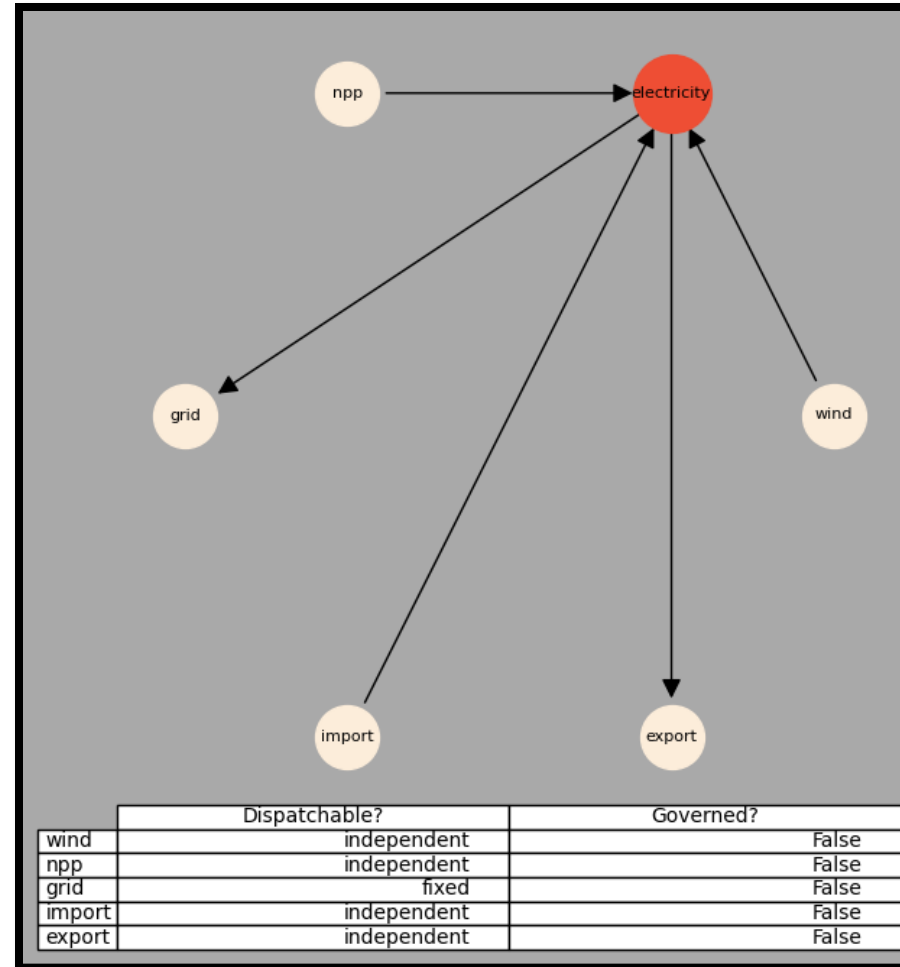 npp
electricity
grid
wind
import
export
Dispatchable? Governed?
wind independent False
npp independent False
grid fixed False
import independent False
export independent False